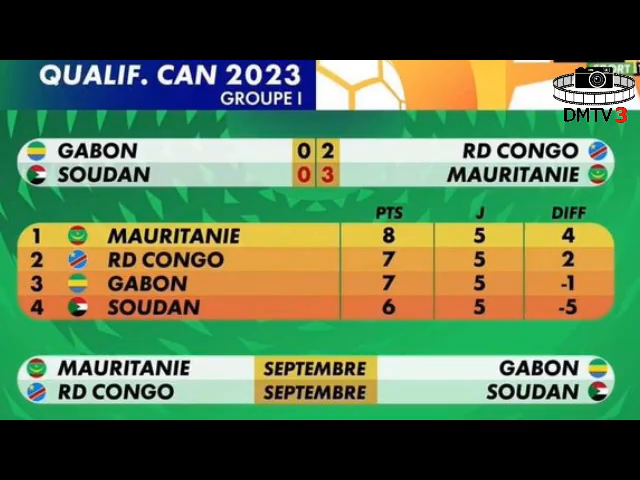 QUALIF. CAN 2023
GROUPE I
DMTV 3
GABON 0 2 RD CONGO
SOUDAN 0 3 MAURITANIE
PTS J DIFF
1 MAURITANIE 8 5 4
2 RD CONGO 7 5 2
3 GABON 7 5 -1
4 SOUDAN 6 5 -5
MAURITANIE SEPTEMBRE GABON
RD CONGO SEPTEMBRE SOUDAN